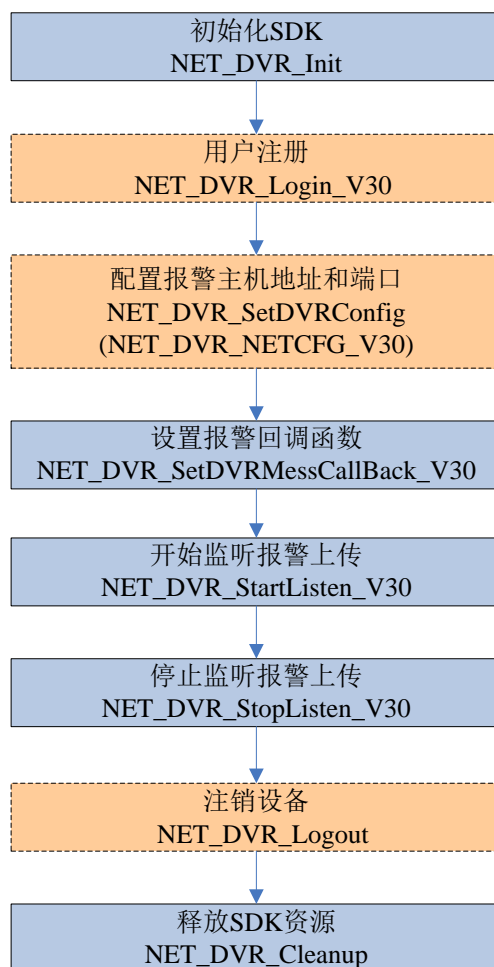 初始化SDK
NET_DVR_Init
用户注册
NET_DVR_Login_V30
配置报警主机地址和端口
NET_DVR_SetDVRConfig
(NET_DVR_NETCFG_V30)
设置报警回调函数
NET_DVR_SetDVRMessCallBack_V30
开始监听报警上传
NET_DVR_StartListen_V30
停止监听报警上传
NET_DVR_StopListen_V30
注销设备
NET_DVR_Logout
释放SDK资源
NET_DVR_Cleanup